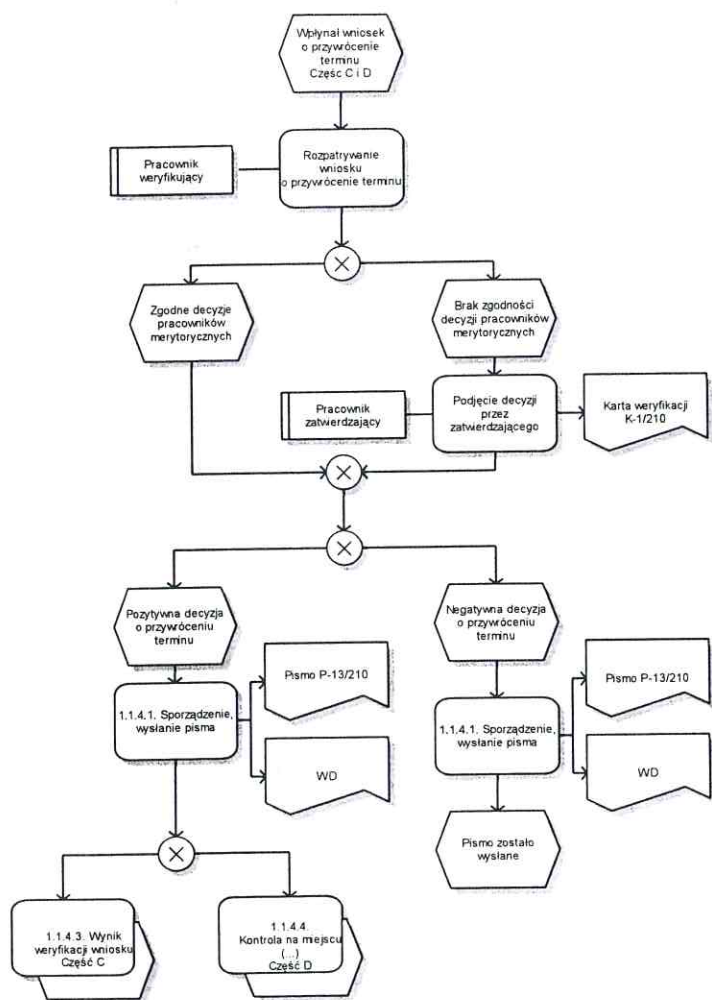 Wpłynął wniosek
o przywrócenie
terminu
Część C i D
Pracownik
weryfikujący
Rozpatrywanie
wniosku
o przywrócenie terminu
Zgodne decyzje
pracowników
merytorycznych
Brak zgodności
decyzji pracowników
merytorycznych
Pracownik
zatwierdzający
Podjęcie decyzji
przez
zatwierdzającego
Karta weryfikacji
K-1/210
Pozytywna decyzja
o przywróceniu
terminu
Negatywna decyzja
o przywróceniu
terminu
1.1.4.1. Sporządzenie,
wysłanie pisma
Pismo P-13/210
WD
1.1.4.1. Sporządzenie,
wysłanie pisma
Pismo P-13/210
WD
Pismo zostało
wysłane
1.1.4.3. Wynik
weryfikacji wniosku
Część C
1.1.4.4.
Kontrola na miejscu
(...)
Część D